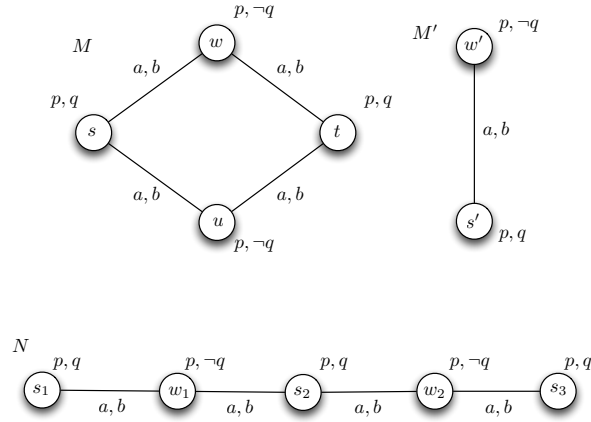 p, ¬q
M
w
a, b
a, b
p, q
s
p, q
t
a, b
a, b
u
p, ¬q
M′
p, ¬q
w′
a, b
s′
p, q
N
p, q
p, ¬q
p, q
p, ¬q
p, q
s₁
w₁
s₂
w₂
s₃
a, b
a, b
a, b
a, b